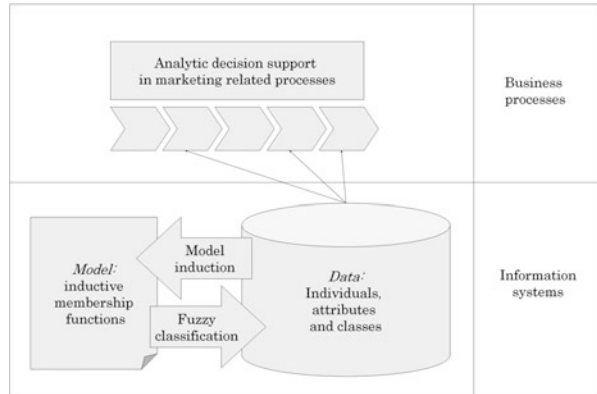 Analytic decision support
in marketing related processes
Business
processes
Model:
inductive
membership
functions
Model
induction
Fuzzy
classification
Data:
Individuals,
attributes
and classes
Information
systems